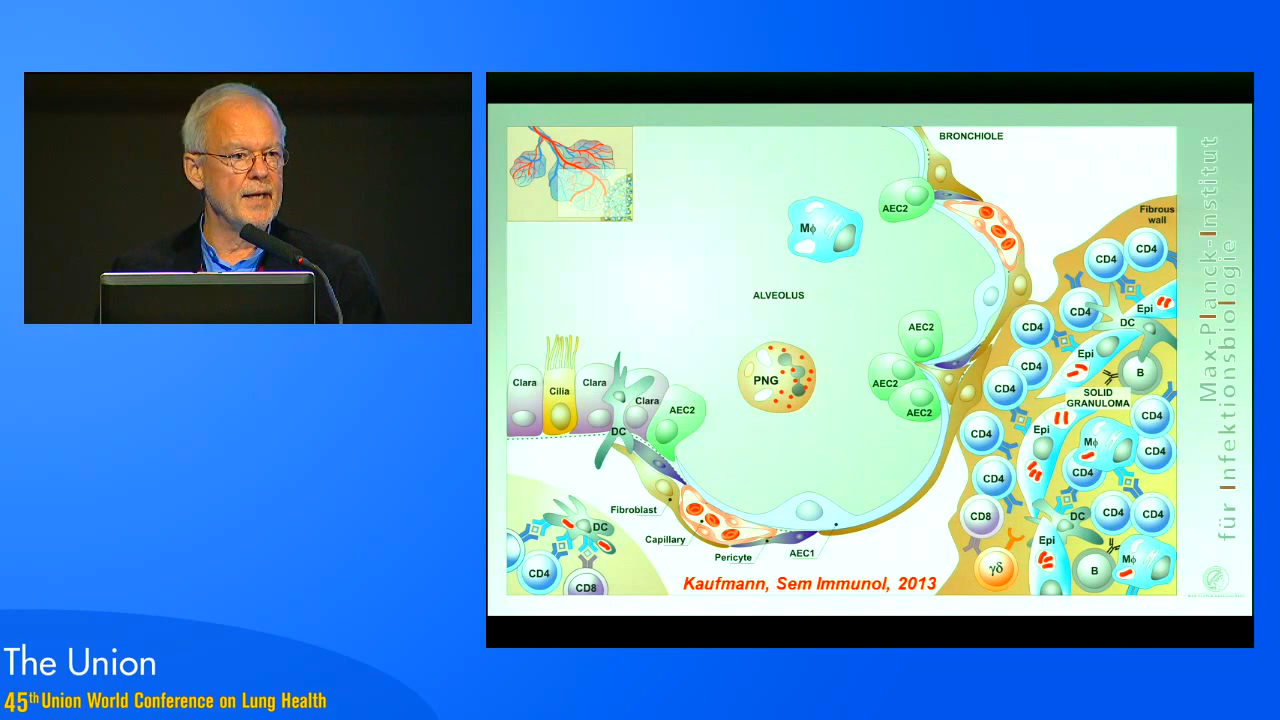 BRONCHIOLE
AEC2
Mϕ
ALVEOLUS
Fibrous
wall
CD4
CD4
CD4
Epi
DC
CD4
Epi
CD4
B
AEC2
AEC2
AEC2
PNG
CD4
SOLID
GRANULOMA
CD4
Clara
Cilia
Clara
Clara
AEC2
DC
Epi
Mϕ
CD4
CD4
CD4
CD4
Fibroblast
Capillary
Pericyte
AEC1
CD8
DC
CD4
CD4
Epi
γδ
B
Mϕ
DC
CD4
CD8
Kaufmann, Sem Immunol, 2013
Max-Planck-Institut
für Infektionsbiologie
The Union
45th Union World Conference on Lung Health